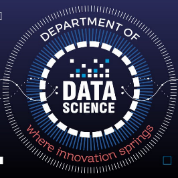 DEPARTMENT OF
DATA
SCIENCE
where innovation springs